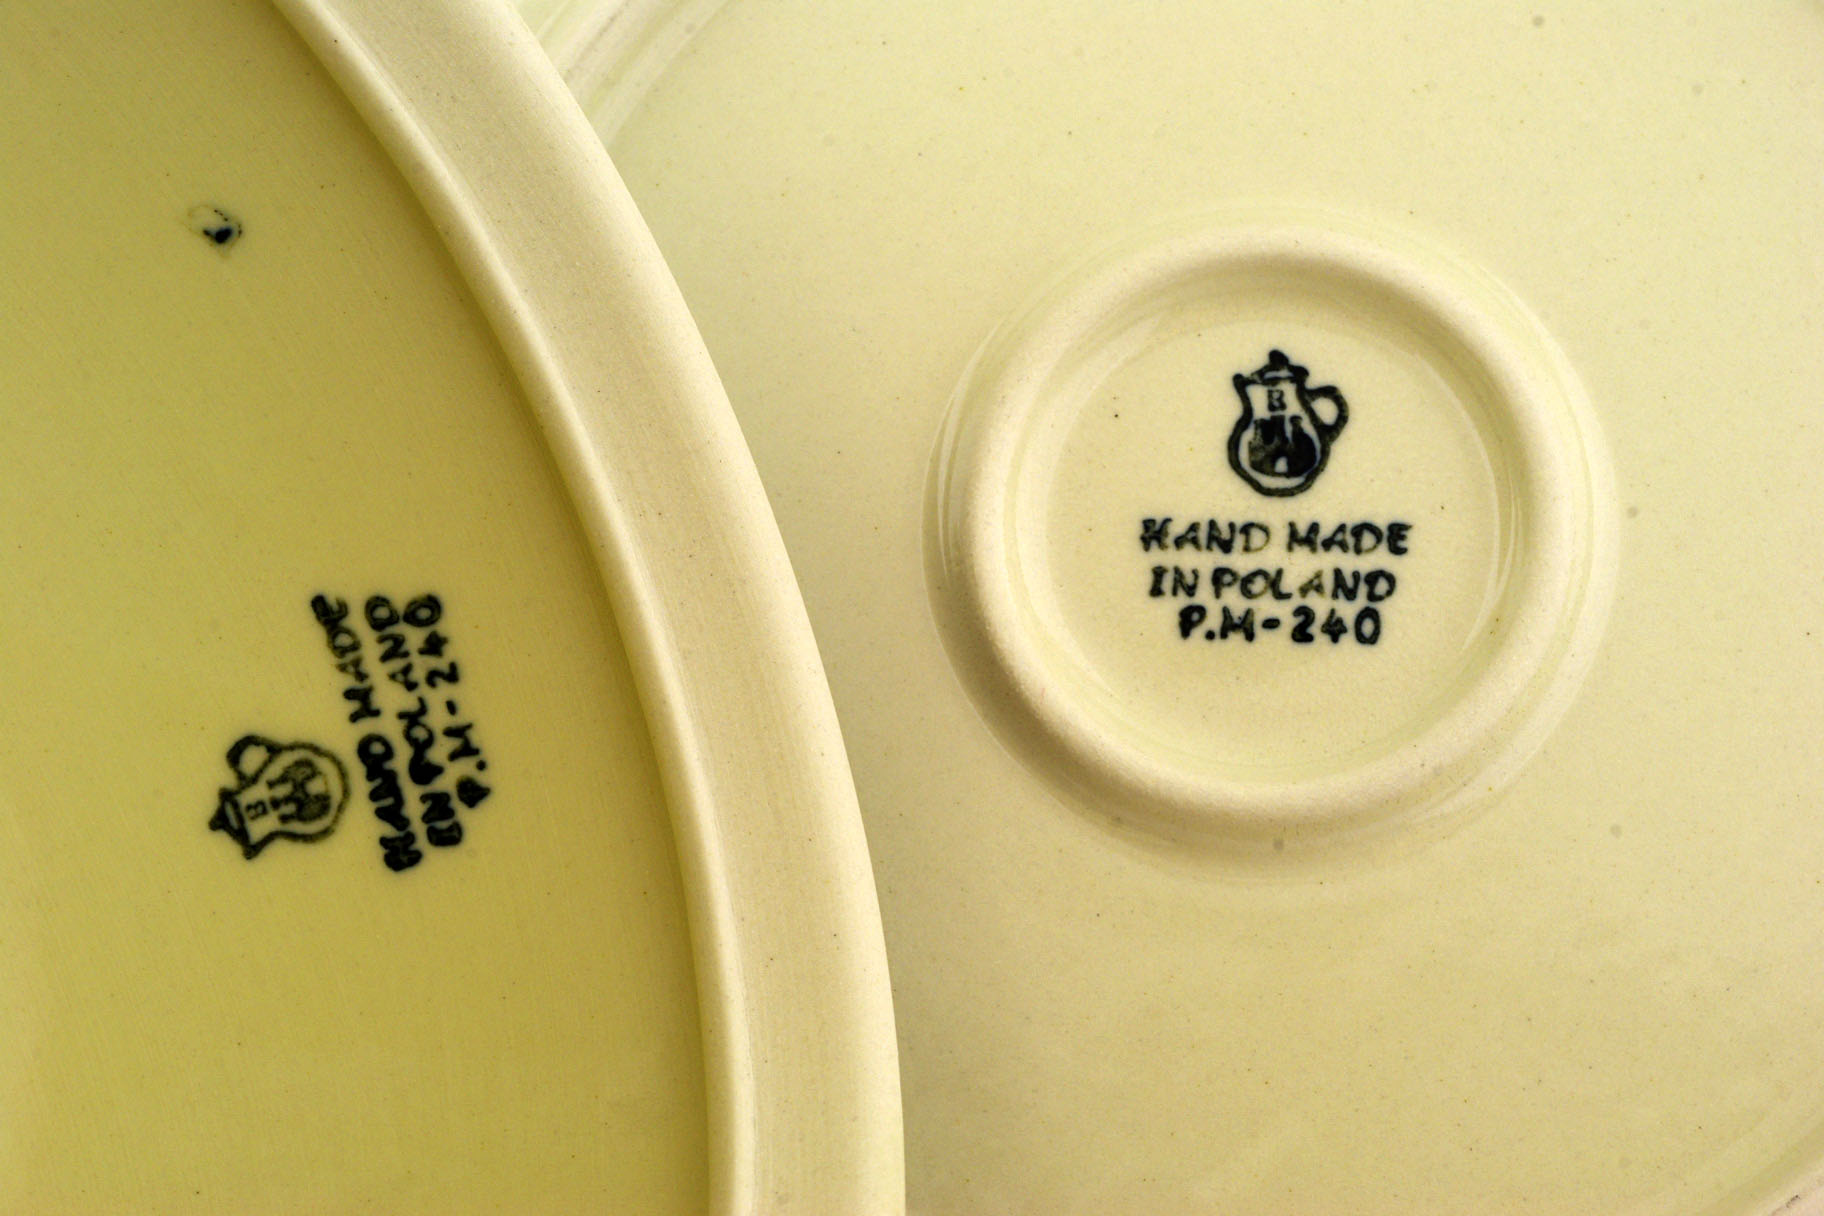 HAND MADE
IN POLAND
P.M-240
B
HAND MADE
IN POLAND
P.M-240
B